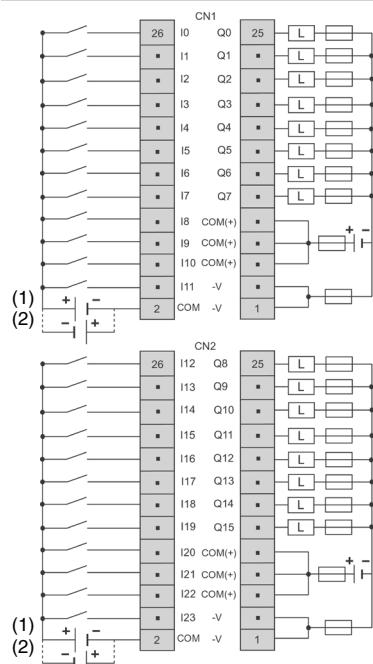 CN1
26 I0 Q0 25 L
I1 Q1 L
I2 Q2 L
I3 Q3 L
I4 Q4 L
I5 Q5 L
I6 Q6 L
I7 Q7 L
I8 COM(+)
I9 COM(+) + –
I10 COM(+)
I11 -V
(1) + –
2 COM -V 1
(2) – +
CN2
26 I12 Q8 25 L
I13 Q9 L
I14 Q10 L
I15 Q11 L
I16 Q12 L
I17 Q13 L
I18 Q14 L
I19 Q15 L
I20 COM(+)
I21 COM(+) + –
I22 COM(+)
I23 -V
(1) + –
2 COM -V 1
(2) – +